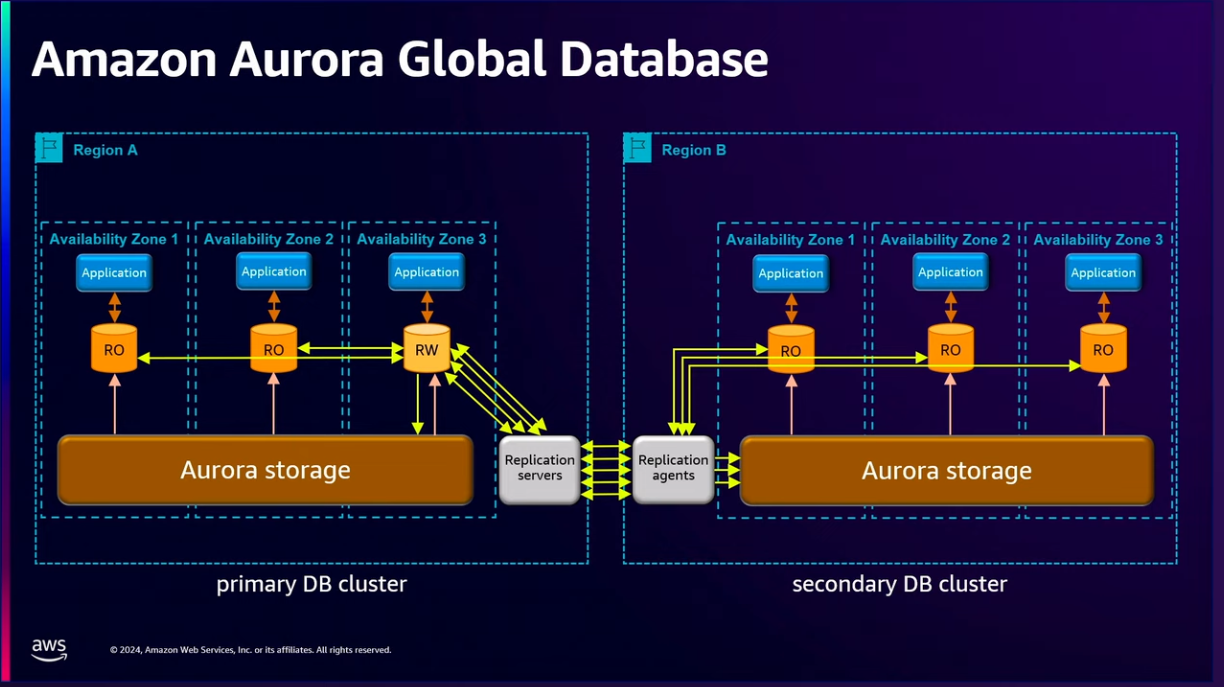 Amazon Aurora Global Database
Region A
Availability Zone 1
Availability Zone 2
Availability Zone 3
Application
Application
Application
RO
RO
RW
Aurora storage
Replication
servers
primary DB cluster
Region B
Availability Zone 1
Availability Zone 2
Availability Zone 3
Application
Application
Application
RO
RO
RO
Replication
agents
Aurora storage
secondary DB cluster
aws
© 2024, Amazon Web Services, Inc. or its affiliates. All rights reserved.